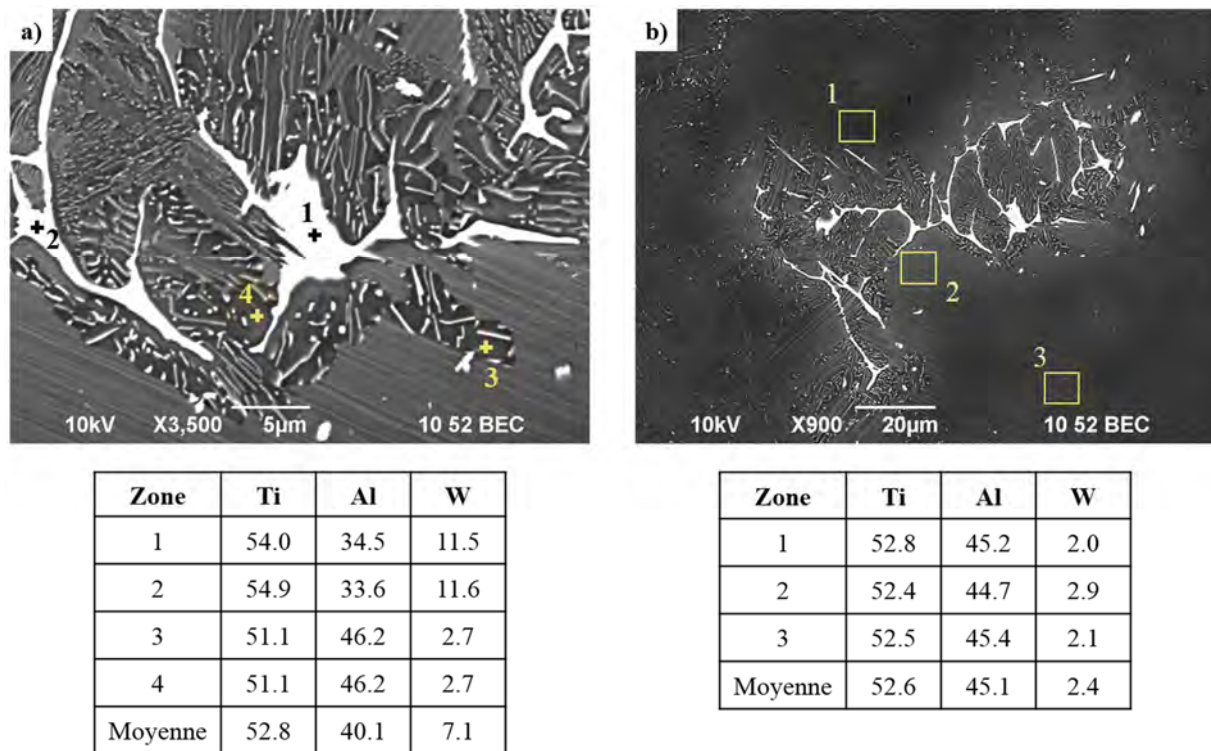 a)
1
2
4
3
10kV X3,500 5µm 10 52 BEC
b)
1
2
3
10kV X900 20µm 10 52 BEC
Zone Ti Al W
1 54.0 34.5 11.5
2 54.9 33.6 11.6
3 51.1 46.2 2.7
4 51.1 46.2 2.7
Moyenne 52.8 40.1 7.1
Zone Ti Al W
1 52.8 45.2 2.0
2 52.4 44.7 2.9
3 52.5 45.4 2.1
Moyenne 52.6 45.1 2.4